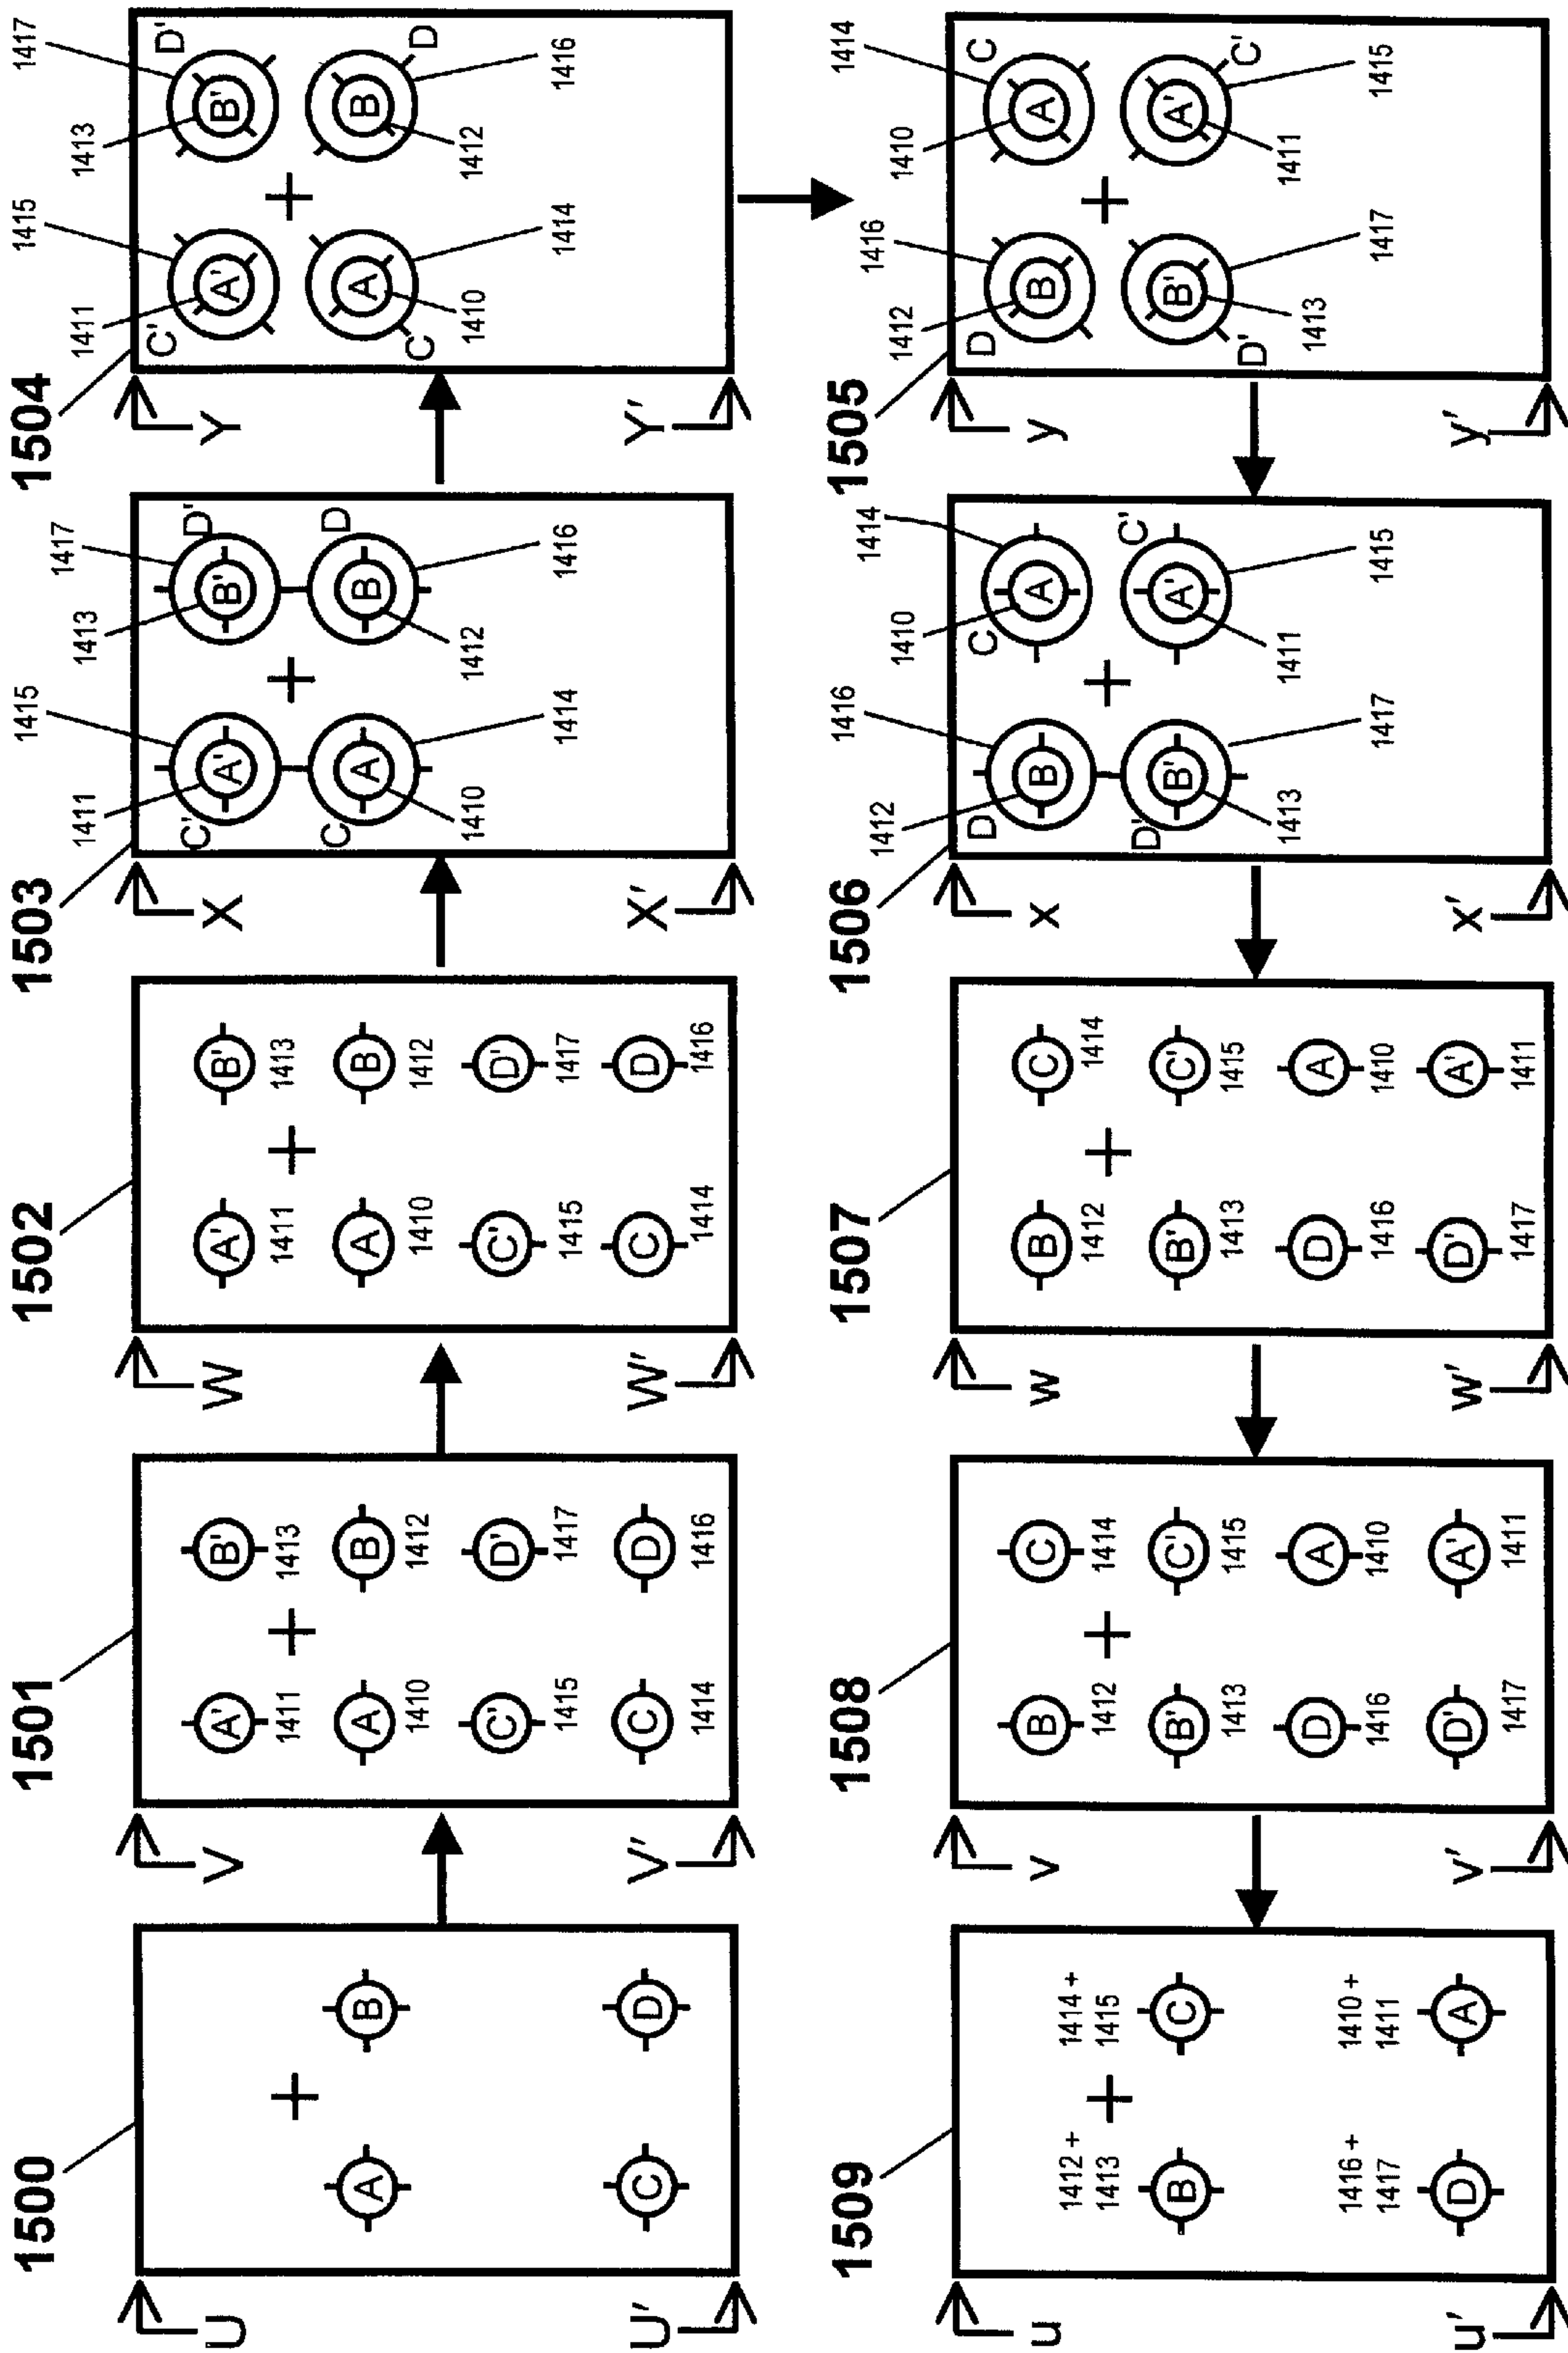 1500
U
A B
C D
U'
1501
V
A' B'
1411 1413
A B
1410 1412
C' D'
1415 1417
C D
1414 1416
V'
1502
W
A' B'
1411 1413
A B
1410 1412
C' D'
1415 1417
C D
1414 1416
W'
1503
1415 1417
1411 1413
X
C' A' B' D'
C A B D
1410 1412
1414 1416
X'
1504
1415 1417
1411 1413
Y
C' D'
A' B'
A B
C D
1410 1412
1414 1416
Y'
1509
u
1412 + 1414 +
1413 1415
B C
1416 + 1410 +
1417 1411
D A
u'
1508
v
B C
1412 1414
B' C'
1413 1415
D A
1416 1410
D' A'
1417 1411
v'
1507
w
B C
1412 1414
B' C'
1413 1415
D A
1416 1410
D' A'
1417 1411
w'
1506
1416 1414
1412 1410
x
D C
B A
D' C'
B' A'
1413 1411
1417 1415
x'
1505
1416 1414
1412 1410
y
D C
B A
B' A'
D' C'
1413 1411
1417 1415
y'